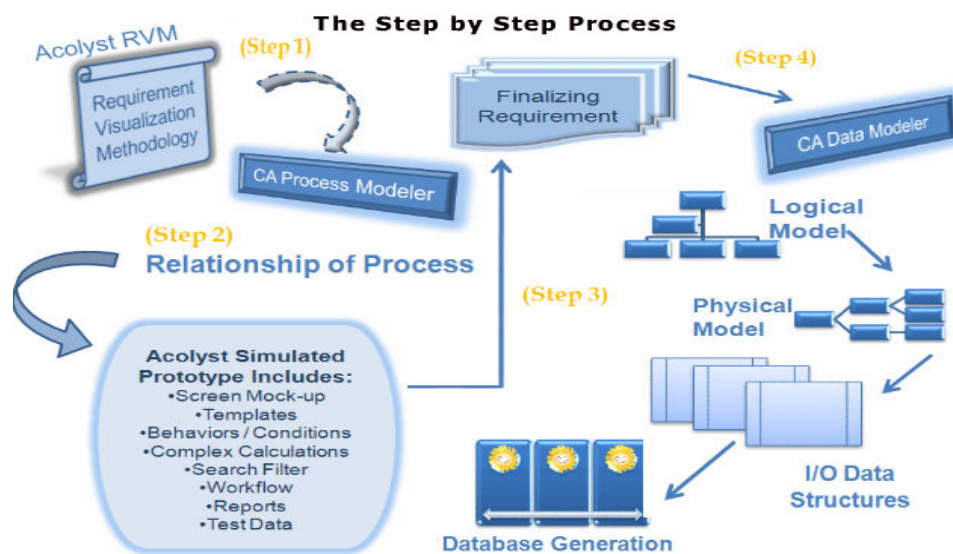 The Step by Step Process
Acolyst RVM
(Step 1)
Requirement
Visualization
Methodology
CA Process Modeler
(Step 2)
Relationship of Process
Acolyst Simulated
Prototype Includes:
•Screen Mock-up
•Templates
•Behaviors / Conditions
•Complex Calculations
•Search Filter
•Workflow
•Reports
•Test Data
(Step 3)
Finalizing
Requirement
(Step 4)
CA Data Modeler
Logical
Model
Physical
Model
I/O Data
Structures
Database Generation